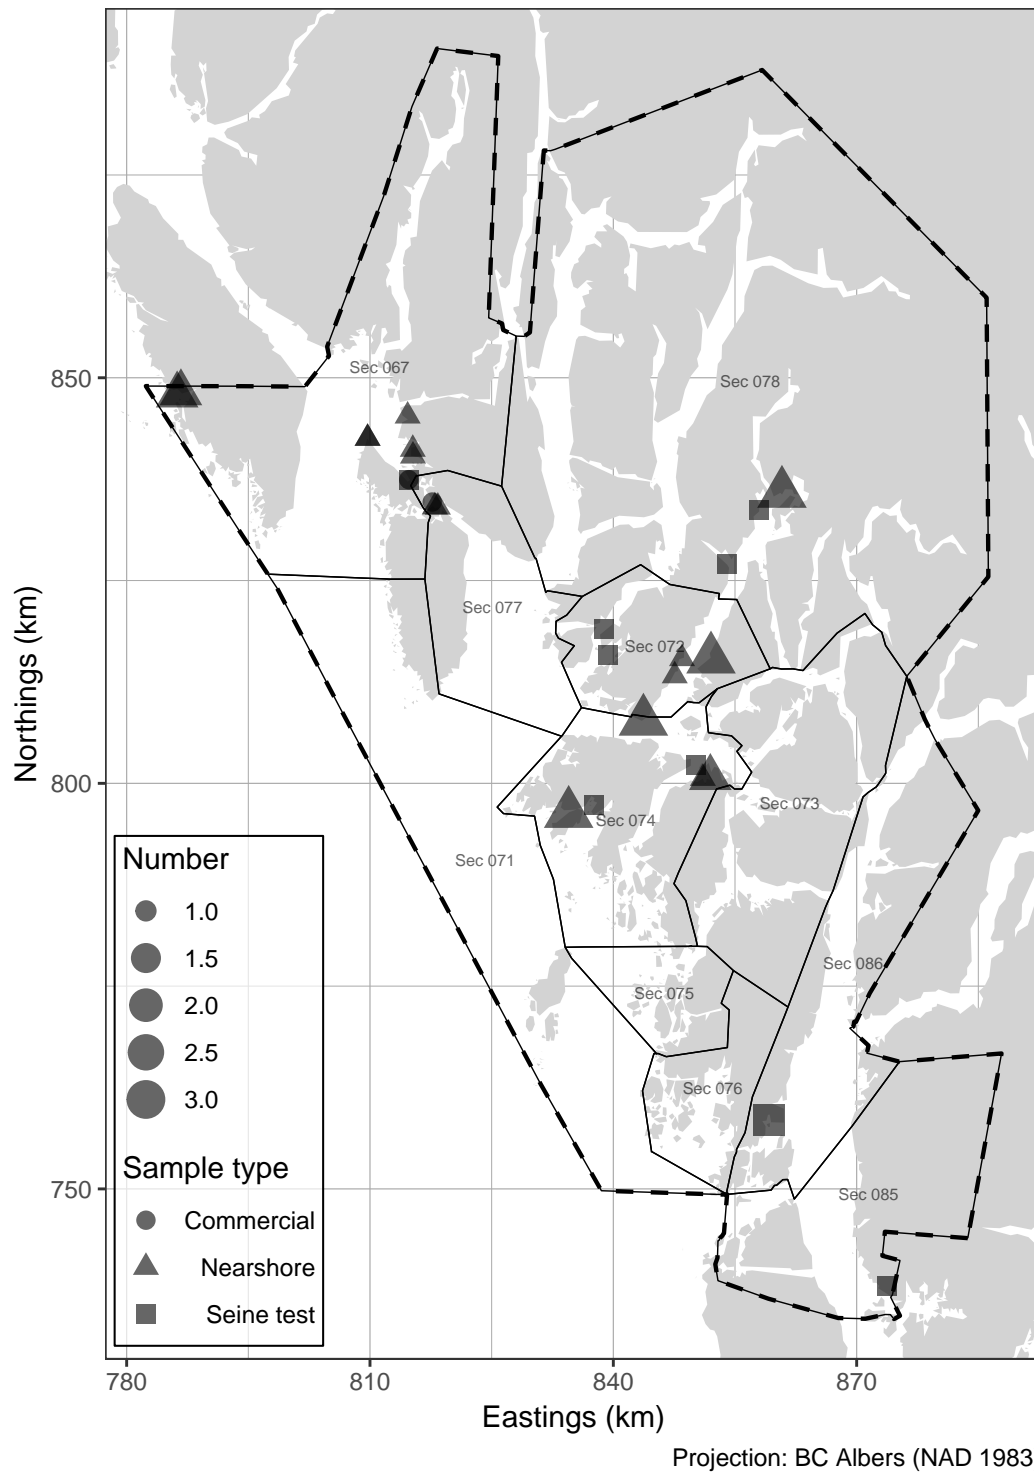 Sec 067
Sec 078
850
Sec 077
Sec 072
Northings (km)
800
Sec 073
Sec 074
Sec 071
Number
1.0
1.5
2.0
2.5
3.0
Sec 086
Sec 075
Sec 076
Sample type
Commercial
Nearshore
Seine test
750
Sec 085
780
810
840
870
Eastings (km)
Projection: BC Albers (NAD 1983